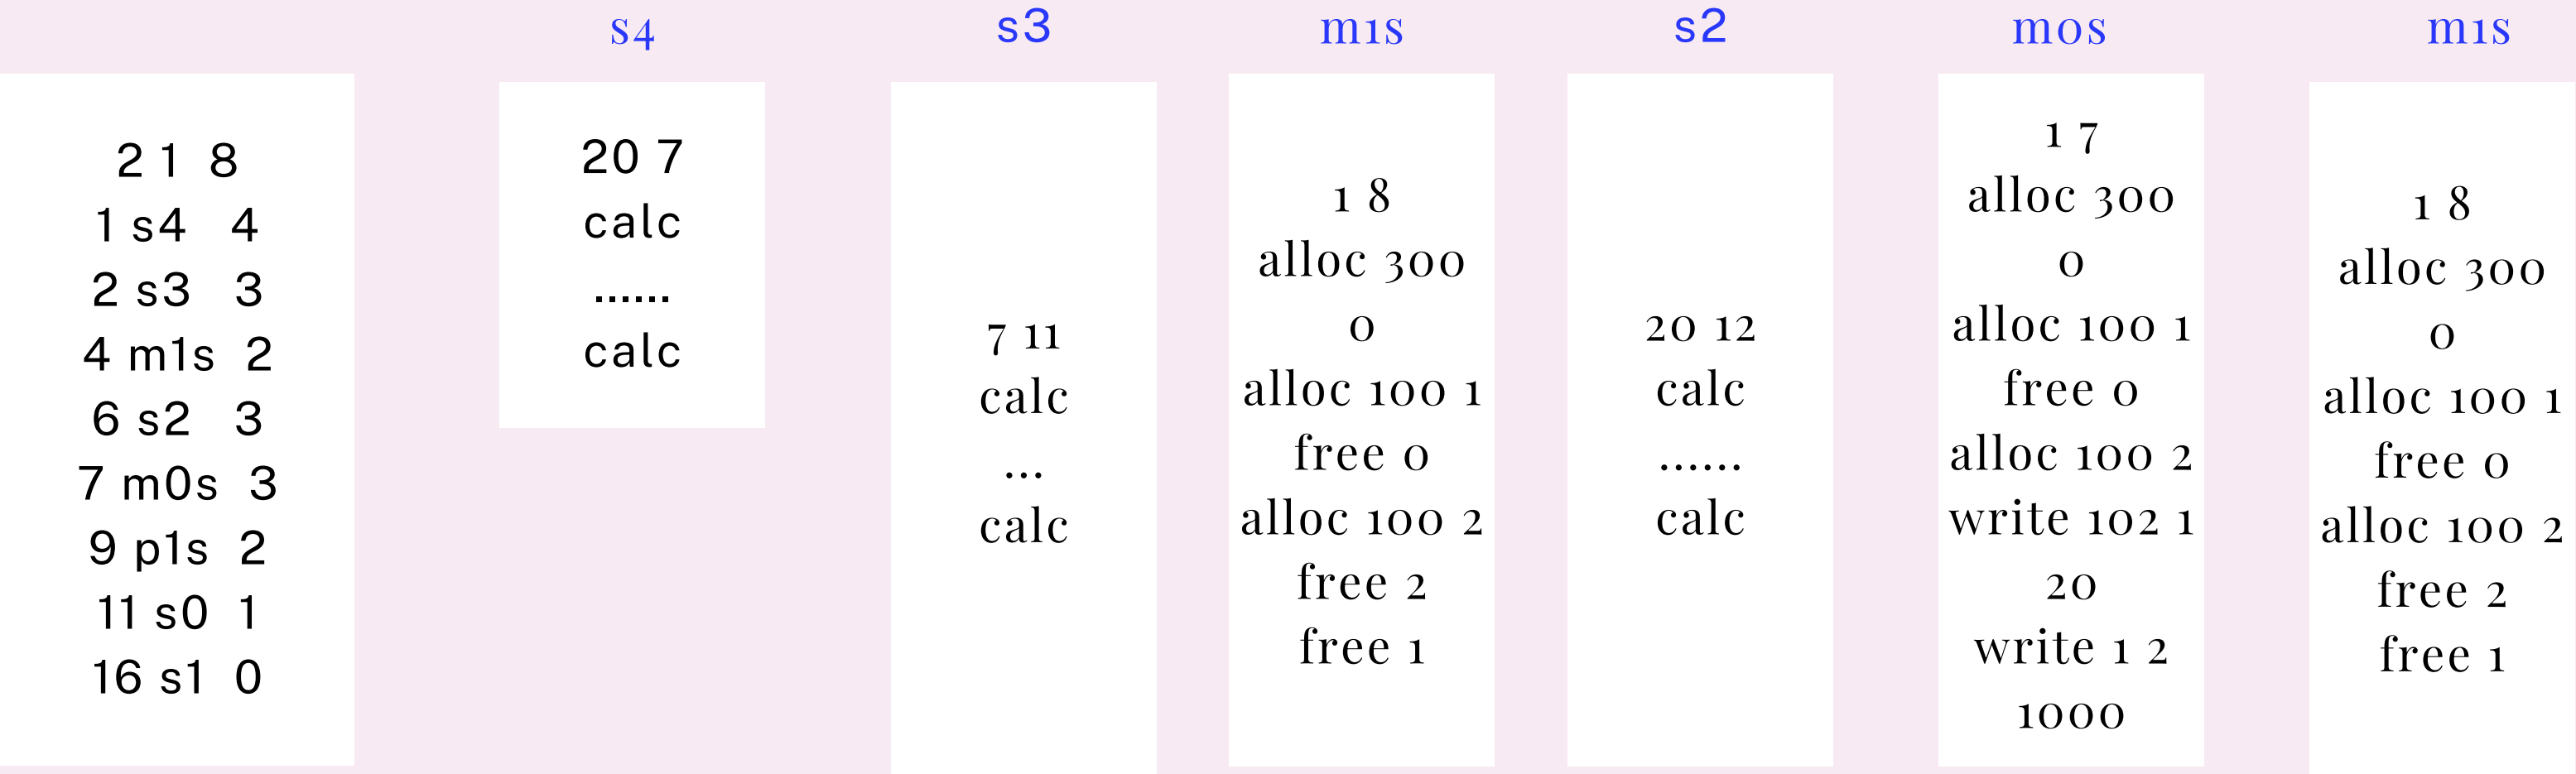 2 1 8
1 s4 4
2 s3 3
4 m1s 2
6 s2 3
7 m0s 3
9 p1s 2
11 s0 1
16 s1 0
s4
20 7
calc
......
calc
s3
7 11
calc
...
calc
m1s
1 8
alloc 300
0
alloc 100 1
free 0
alloc 100 2
free 2
free 1
s2
20 12
calc
......
calc
m0s
1 7
alloc 300
0
alloc 100 1
free 0
alloc 100 2
write 102 1
20
write 1 2
1000
m1s
1 8
alloc 300
0
alloc 100 1
free 0
alloc 100 2
free 2
free 1